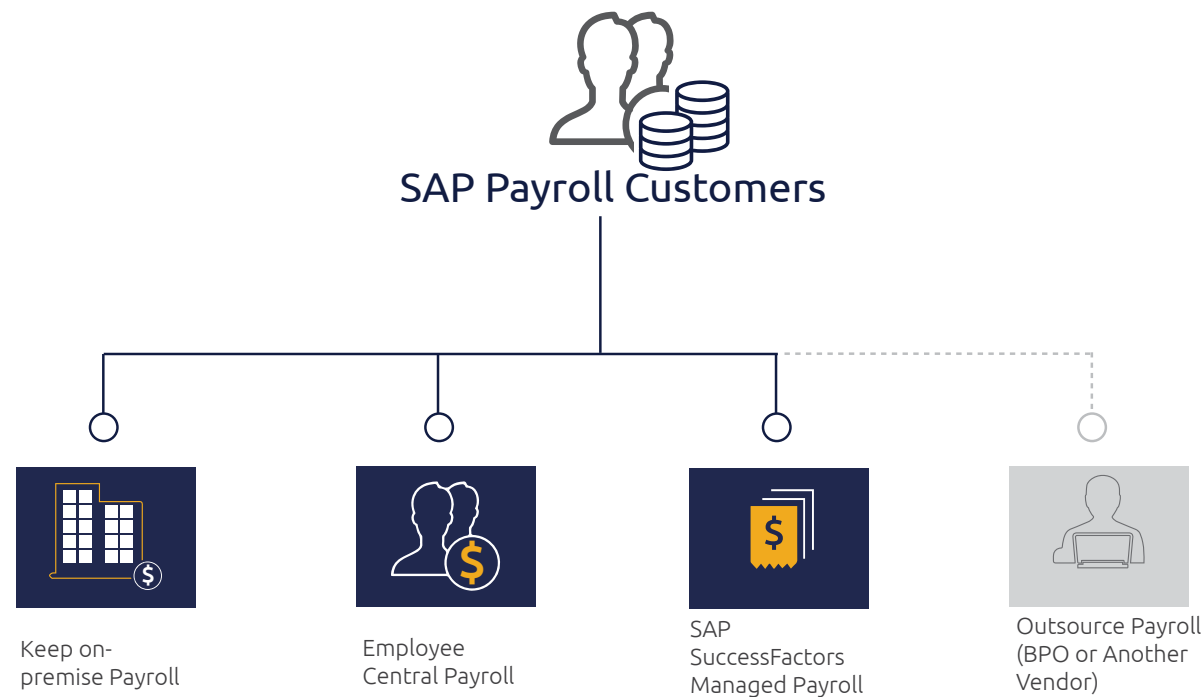 SAP Payroll Customers
$
$
$
Keep on-
premise Payroll
Employee
Central Payroll
SAP
SuccessFactors
Managed Payroll
Outsource Payroll
(BPO or Another
Vendor)